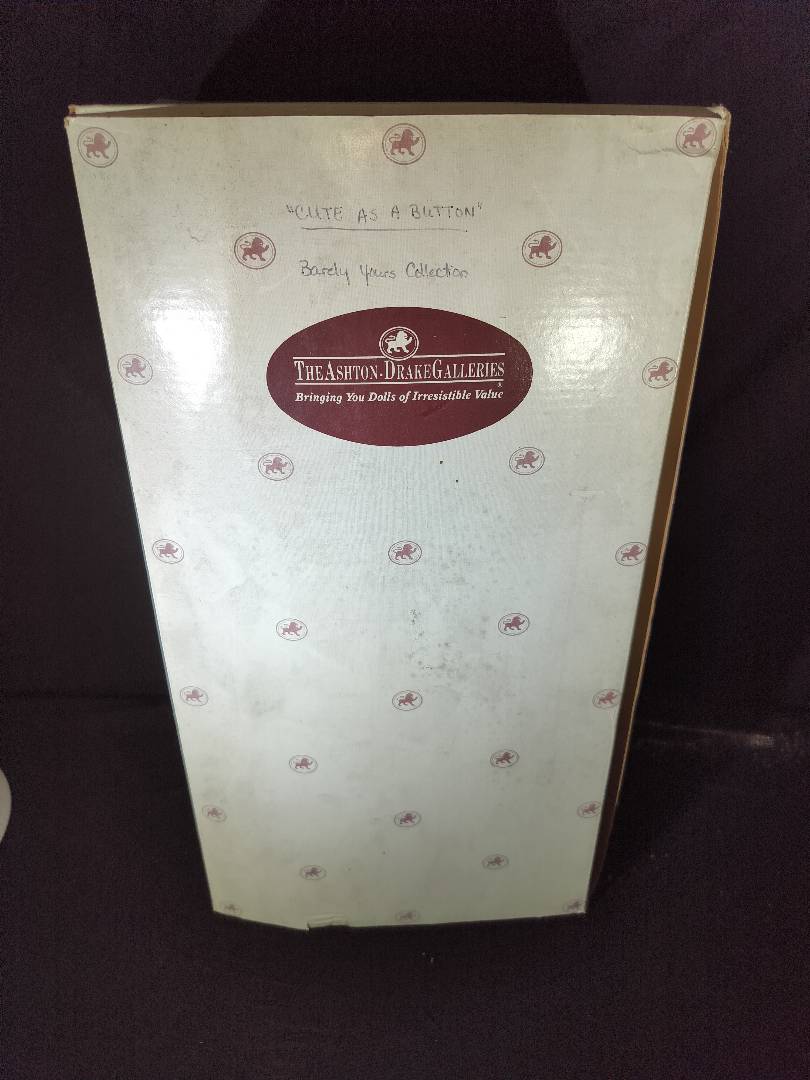 "CUTE AS A BUTTON"
Barely Yours Collection
THE ASHTON-DRAKE GALLERIES®
Bringing You Dolls of Irresistible Value